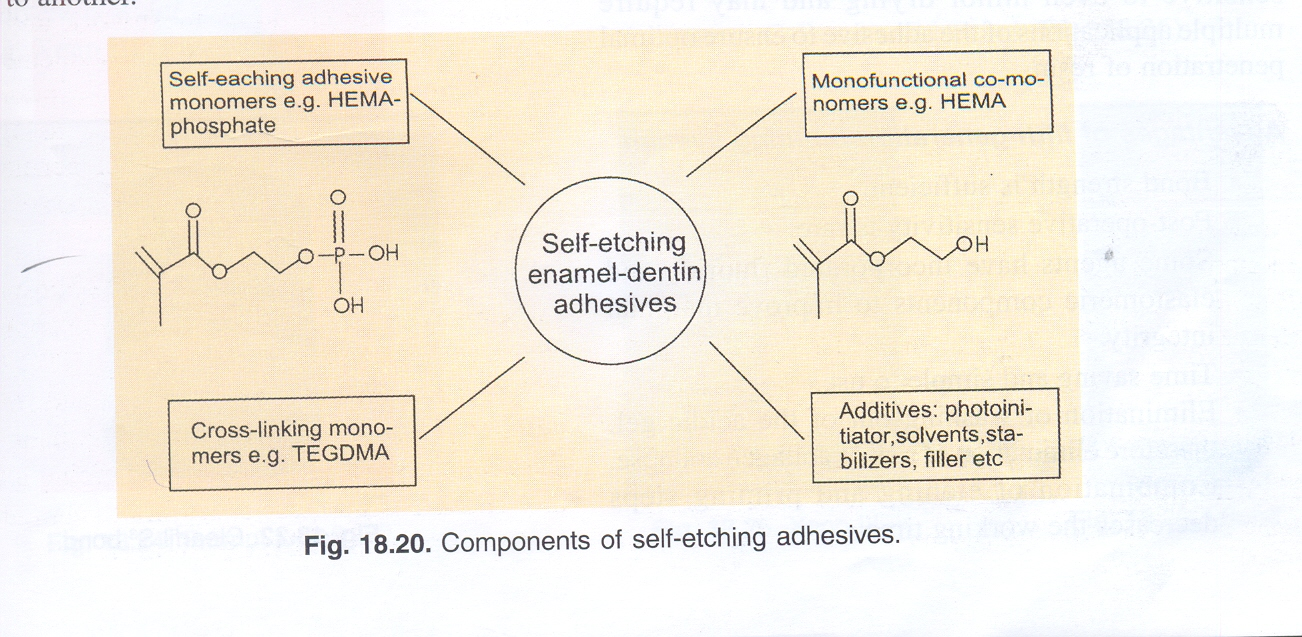 to another.
Self-eaching adhesive
monomers e.g. HEMA-
phosphate
Monofunctional co-mo-
nomers e.g. HEMA
O
O
O
O
P
OH
OH
Self-etching
enamel-dentin
adhesives
O
O
OH
Cross-linking mono-
mers e.g. TEGDMA
Additives: photoini-
tiator,solvents,sta-
bilizers, filler etc
Fig. 18.20. Components of self-etching adhesives.